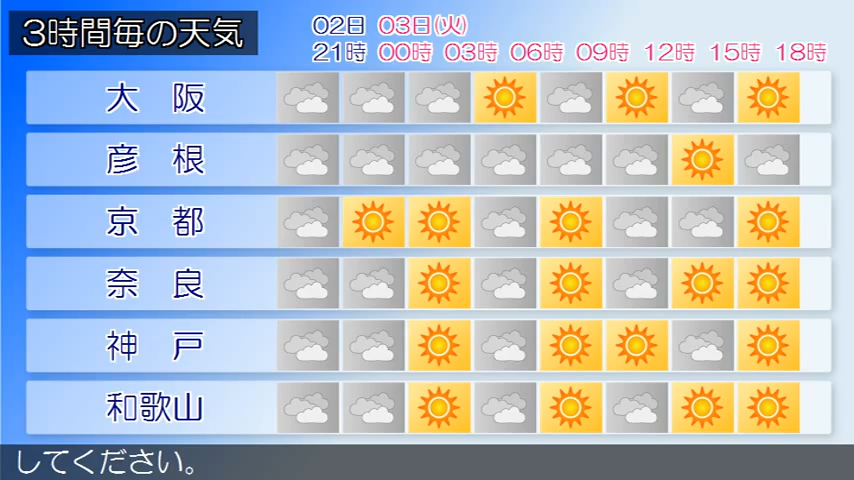 3時間毎の天気
02日 03日(火)
21時 00時 03時 06時 09時 12時 15時 18時
大阪
彦根
京都
奈良
神戸
和歌山
してください。